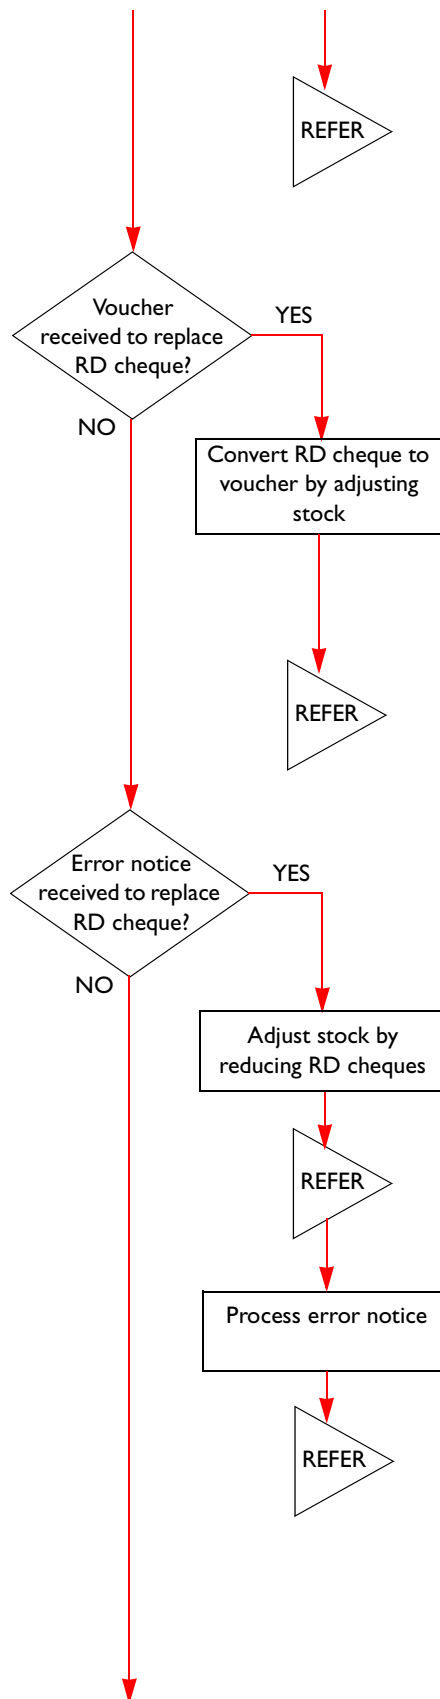 REFER
Voucher
received to replace
RD cheque?
YES
NO
Convert RD cheque to
voucher by adjusting
stock
REFER
Error notice
received to replace
RD cheque?
YES
NO
Adjust stock by
reducing RD cheques
REFER
Process error notice
REFER